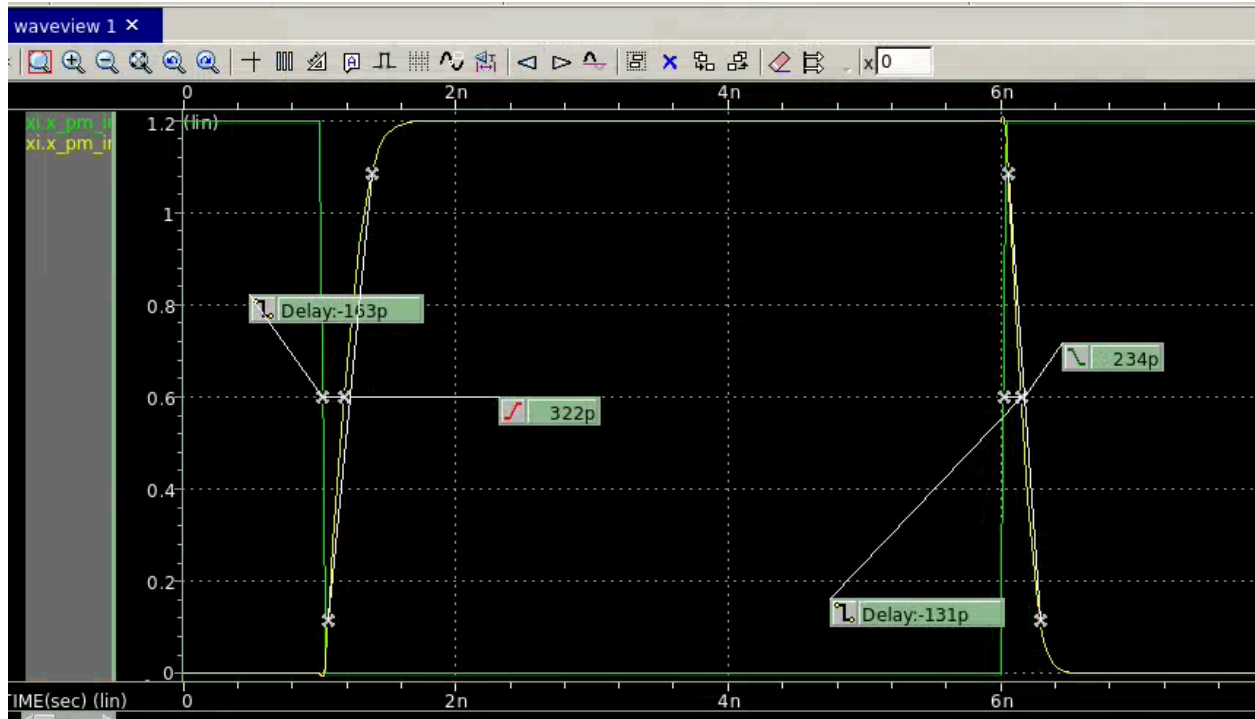 waveview 1 ×
x 0
0 2n 4n 6n
xi.x_pm_i
xi.x_pm_i
1.2 (lin)
1
0.8
Delay:-163p
234p
0.6
322p
0.4
0.2
Delay:-131p
0
TIME(sec) (lin)
0 2n 4n 6n